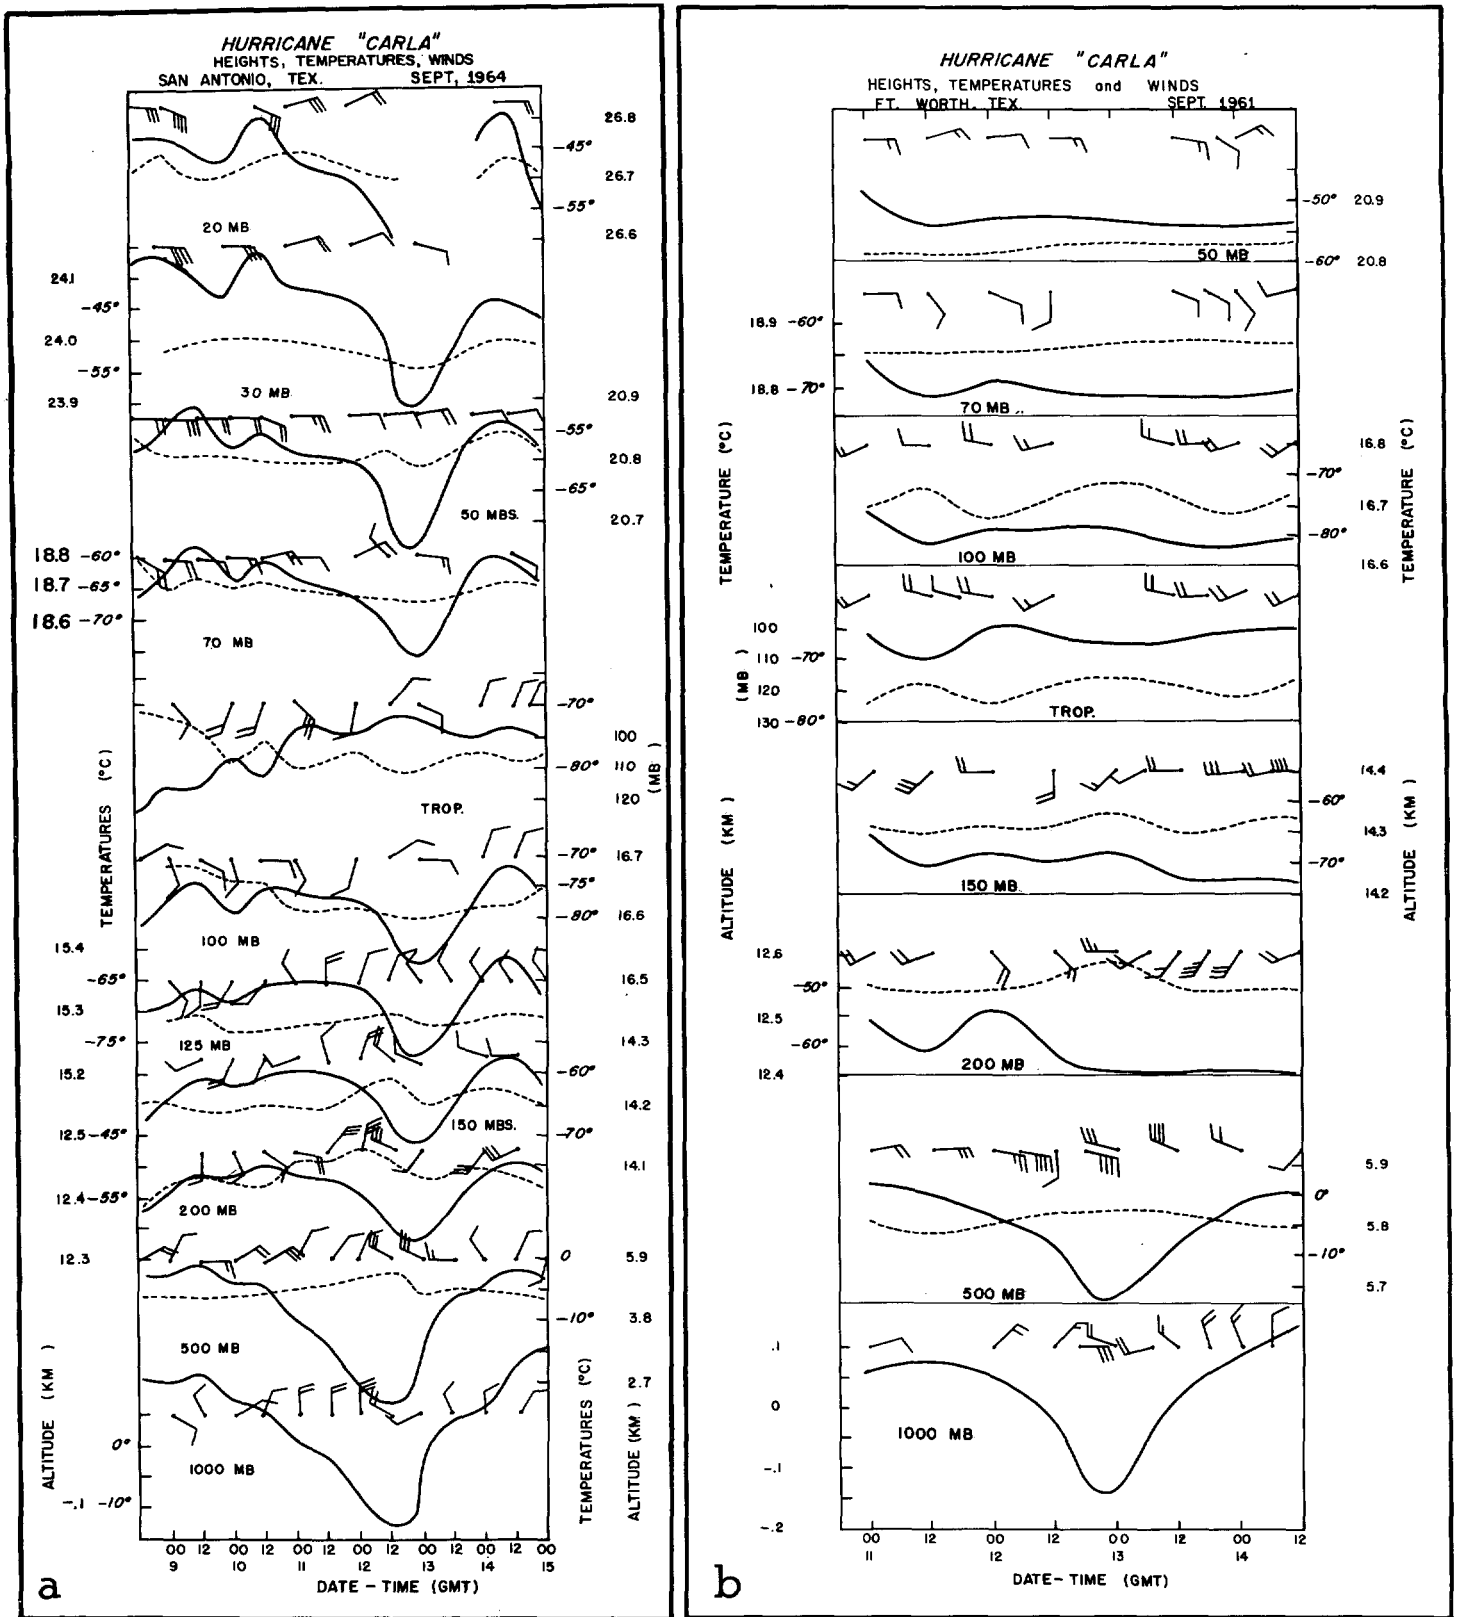 HURRICANE "CARLA"
HEIGHTS, TEMPERATURES, WINDS
SAN ANTONIO, TEX. SEPT, 1964
26.8
-45°
26.7
-55°
20 MB
26.6
24.1
-45°
24.0
-55°
30 MB
23.9
20.9
-55°
20.8
-65°
50 MBS.
20.7
18.8 -60°
18.7 -65°
18.6 -70°
70 MB
-70°
100
-80° 110
120
(MB)
TROP.
TEMPERATURES (°C)
-70° 16.7
-75°
-80° 16.6
100 MB
15.4
-65°
16.5
15.3
125 MB
-75°
14.3
15.2
-60°
14.2
150 MBS.
12.5 -45°
-70°
14.1
12.4 -55°
200 MB
12.3
0 5.9
-10° 3.8
500 MB
2.7
ALTITUDE (KM)
TEMPERATURES (°C)
ALTITUDE (KM)
0°
1000 MB
-.1 -10°
00 12 00 12 00 12 00 12 00 12 00 12 00
9 10 11 12 13 14 15
DATE - TIME (GMT)
a
HURRICANE "CARLA"
HEIGHTS, TEMPERATURES and WINDS
FT. WORTH, TEX. SEPT. 1961
-50° 20.9
50 MB
-60° 20.8
18.9 -60°
18.8 -70°
70 MB
TEMPERATURE (°C)
TEMPERATURE (°C)
16.8
-70°
16.7
-80°
100 MB
16.6
100
110 -70°
120
130 -80°
(MB)
TROP.
14.4
-60°
14.3
-70°
150 MB
14.2
ALTITUDE (KM)
ALTITUDE (KM)
12.6
-50°
12.5
-60°
200 MB
12.4
5.9
0°
5.8
-10°
500 MB
5.7
.1
0
1000 MB
-.1
-.2
00 12 00 12 00 12 00 12
11 12 13 14
DATE - TIME (GMT)
b